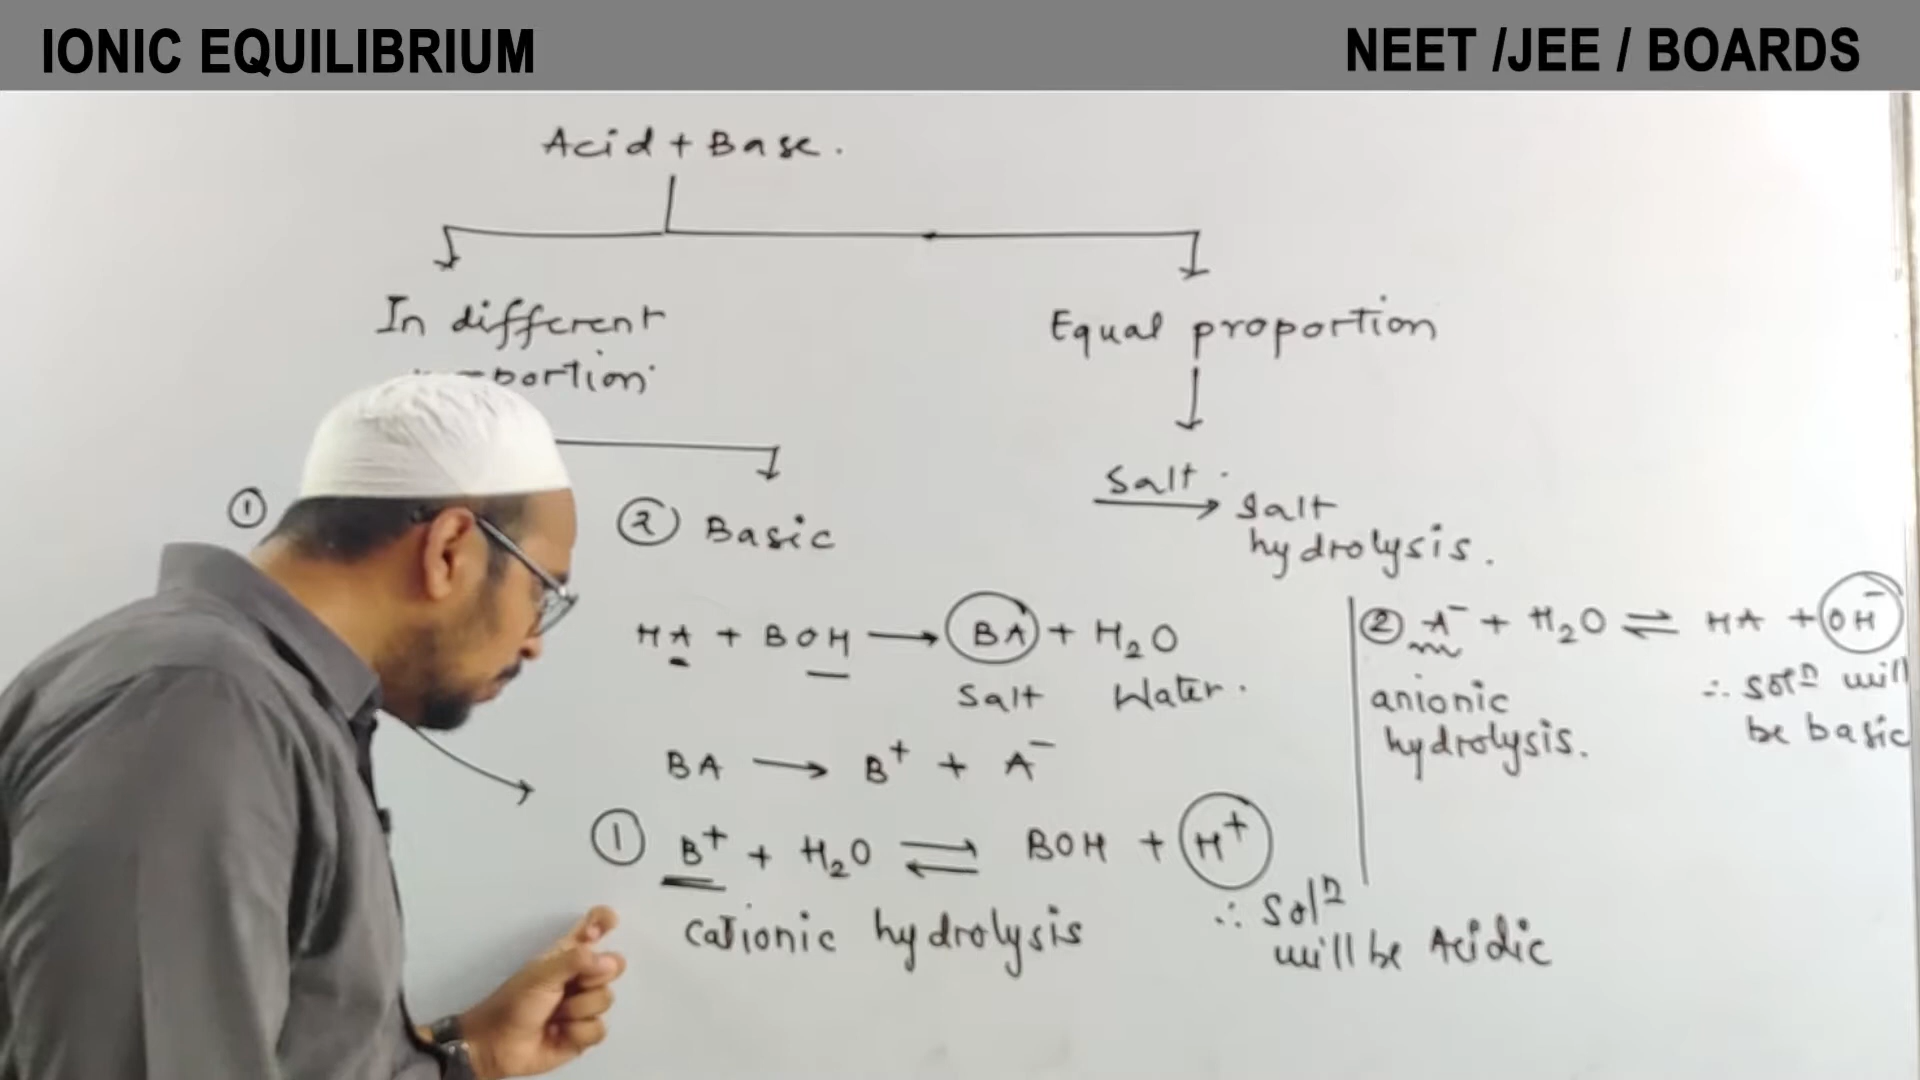 IONIC EQUILIBRIUM
NEET /JEE / BOARDS
Acid + Base.
In different
Equal proportion
Salt.
Salt
hydrolysis.
①
② Basic
HA + BOH ⟶ BA + H₂O
Salt Water.
BA ⟶ B⁺ + A⁻
① B⁺ + H₂O ⇌ BOH + H⁺
cationic hydrolysis
∴ Solⁿ
will be Acidic
② A⁻ + H₂O ⇌ HA + OH⁻
anionic
hydrolysis.
∴ solⁿ will
be basic